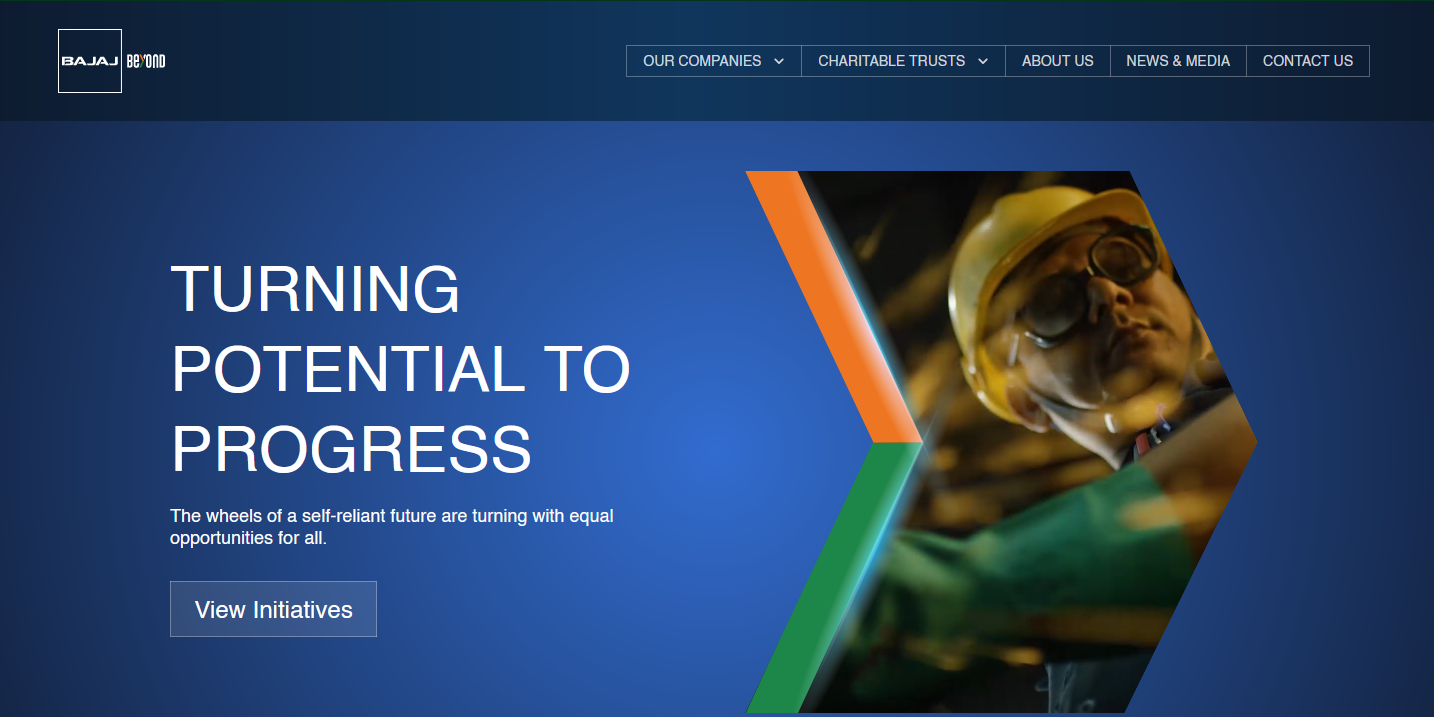 BAJAJ BeYOND
OUR COMPANIES
CHARITABLE TRUSTS
ABOUT US
NEWS & MEDIA
CONTACT US
TURNING
POTENTIAL TO
PROGRESS
The wheels of a self-reliant future are turning with equal
opportunities for all.
View Initiatives